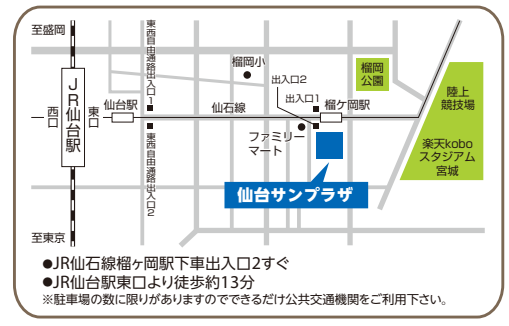 至盛岡
JR仙台駅
西口
東口
至東京
仙台駅
東西自由通路出入口1
東西自由通路出入口2
仙石線
榴岡小
出入口2
出入口1
榴ケ岡駅
ファミリー
マート
榴岡
公園
陸上
競技場
楽天kobo
スタジアム
宮城
仙台サンプラザ
●JR仙石線榴ヶ岡駅下車出入口2すぐ
●JR仙台駅東口より徒歩約13分
※駐車場の数に限りがありますのでできるだけ公共交通機関をご利用下さい。